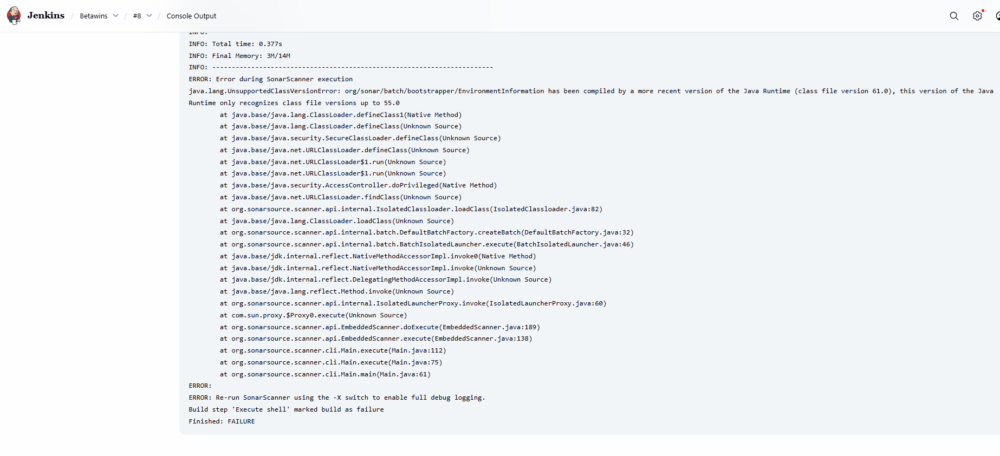 Jenkins / Betawins / #8 / Console Output
INFO:
INFO: Total time: 0.377s
INFO: Final Memory: 3M/14M
INFO: ------------------------------------------------------------------------
ERROR: Error during SonarScanner execution
java.lang.UnsupportedClassVersionError: org/sonar/batch/bootstrapper/EnvironmentInformation has been compiled by a more recent version of the Java Runtime (class file version 61.0), this version of the Java
Runtime only recognizes class file versions up to 55.0
        at java.base/java.lang.ClassLoader.defineClass1(Native Method)
        at java.base/java.lang.ClassLoader.defineClass(Unknown Source)
        at java.base/java.security.SecureClassLoader.defineClass(Unknown Source)
        at java.base/java.net.URLClassLoader.defineClass(Unknown Source)
        at java.base/java.net.URLClassLoader$1.run(Unknown Source)
        at java.base/java.net.URLClassLoader$1.run(Unknown Source)
        at java.base/java.security.AccessController.doPrivileged(Native Method)
        at java.base/java.net.URLClassLoader.findClass(Unknown Source)
        at org.sonarsource.scanner.api.internal.IsolatedClassloader.loadClass(IsolatedClassloader.java:82)
        at java.base/java.lang.ClassLoader.loadClass(Unknown Source)
        at org.sonarsource.scanner.api.internal.batch.DefaultBatchFactory.createBatch(DefaultBatchFactory.java:32)
        at org.sonarsource.scanner.api.internal.batch.BatchIsolatedLauncher.execute(BatchIsolatedLauncher.java:46)
        at java.base/jdk.internal.reflect.NativeMethodAccessorImpl.invoke0(Native Method)
        at java.base/jdk.internal.reflect.NativeMethodAccessorImpl.invoke(Unknown Source)
        at java.base/jdk.internal.reflect.DelegatingMethodAccessorImpl.invoke(Unknown Source)
        at java.base/java.lang.reflect.Method.invoke(Unknown Source)
        at org.sonarsource.scanner.api.internal.IsolatedLauncherProxy.invoke(IsolatedLauncherProxy.java:60)
        at com.sun.proxy.$Proxy0.execute(Unknown Source)
        at org.sonarsource.scanner.api.EmbeddedScanner.doExecute(EmbeddedScanner.java:189)
        at org.sonarsource.scanner.api.EmbeddedScanner.execute(EmbeddedScanner.java:138)
        at org.sonarsource.scanner.cli.Main.execute(Main.java:112)
        at org.sonarsource.scanner.cli.Main.execute(Main.java:75)
        at org.sonarsource.scanner.cli.Main.main(Main.java:61)
ERROR:
ERROR: Re-run SonarScanner using the -X switch to enable full debug logging.
Build step 'Execute shell' marked build as failure
Finished: FAILURE